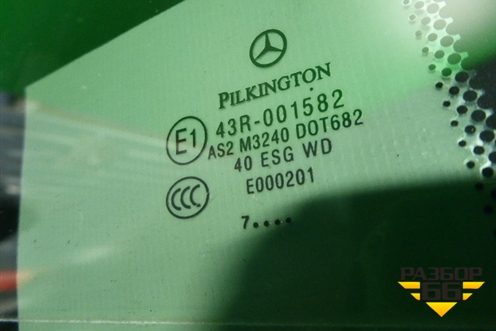 PILKINGTON
E1 43R-001582
AS2 M3240 DOT682
40 ESG WD
CCC E000201
7....
РАЗБОР
66